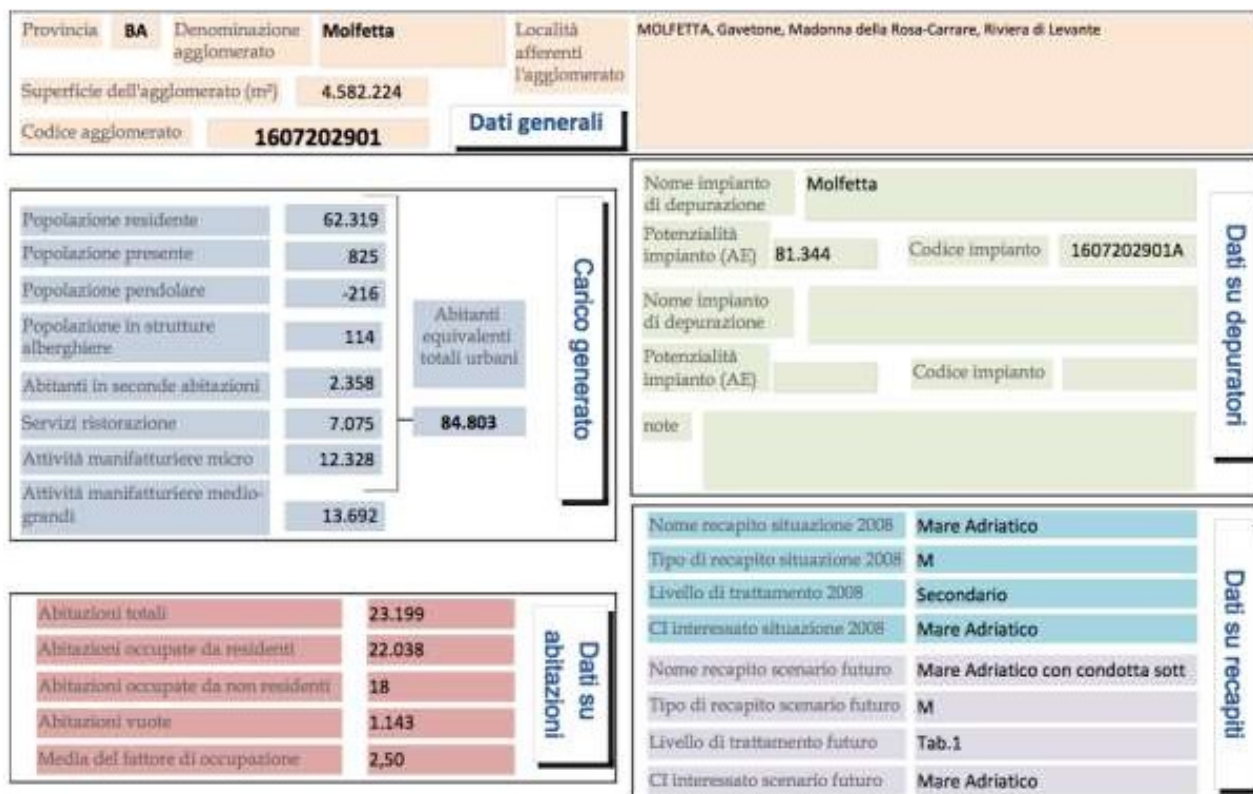 Provincia BA Denominazione agglomerato Molfetta
Località afferenti l'agglomerato MOLFETTA, Gavetone, Madonna della Rosa-Carrare, Riviera di Levante
Superficie dell'agglomerato (m²) 4.582.224
Codice agglomerato 1607202901
Dati generali
Popolazione residente 62.319
Popolazione presente 825
Popolazione pendolare -216
Popolazione in strutture alberghiere 114
Abitanti in seconde abitazioni 2.358
Servizi ristorazione 7.075
Attività manifatturiere micro 12.328
Attività manifatturiere medio-grandi 13.692
Abitanti equivalenti totali urbani
84.803
Carico generato
Nome impianto di depurazione Molfetta
Potenzialità impianto (AE) 81.344 Codice impianto 1607202901A
Nome impianto di depurazione
Potenzialità impianto (AE) Codice impianto
note
Dati su depuratori
Abitazioni totali 23.199
Abitazioni occupate da residenti 22.038
Abitazioni occupate da non residenti 18
Abitazioni vuote 1.143
Media del fattore di occupazione 2,50
Dati su abitazioni
Nome recapito situazione 2008 Mare Adriatico
Tipo di recapito situazione 2008 M
Livello di trattamento 2008 Secondario
CI interessato situazione 2008 Mare Adriatico
Nome recapito scenario futuro Mare Adriatico con condotta sott
Tipo di recapito scenario futuro M
Livello di trattamento futuro Tab.1
CI interessato scenario futuro Mare Adriatico
Dati su recapiti